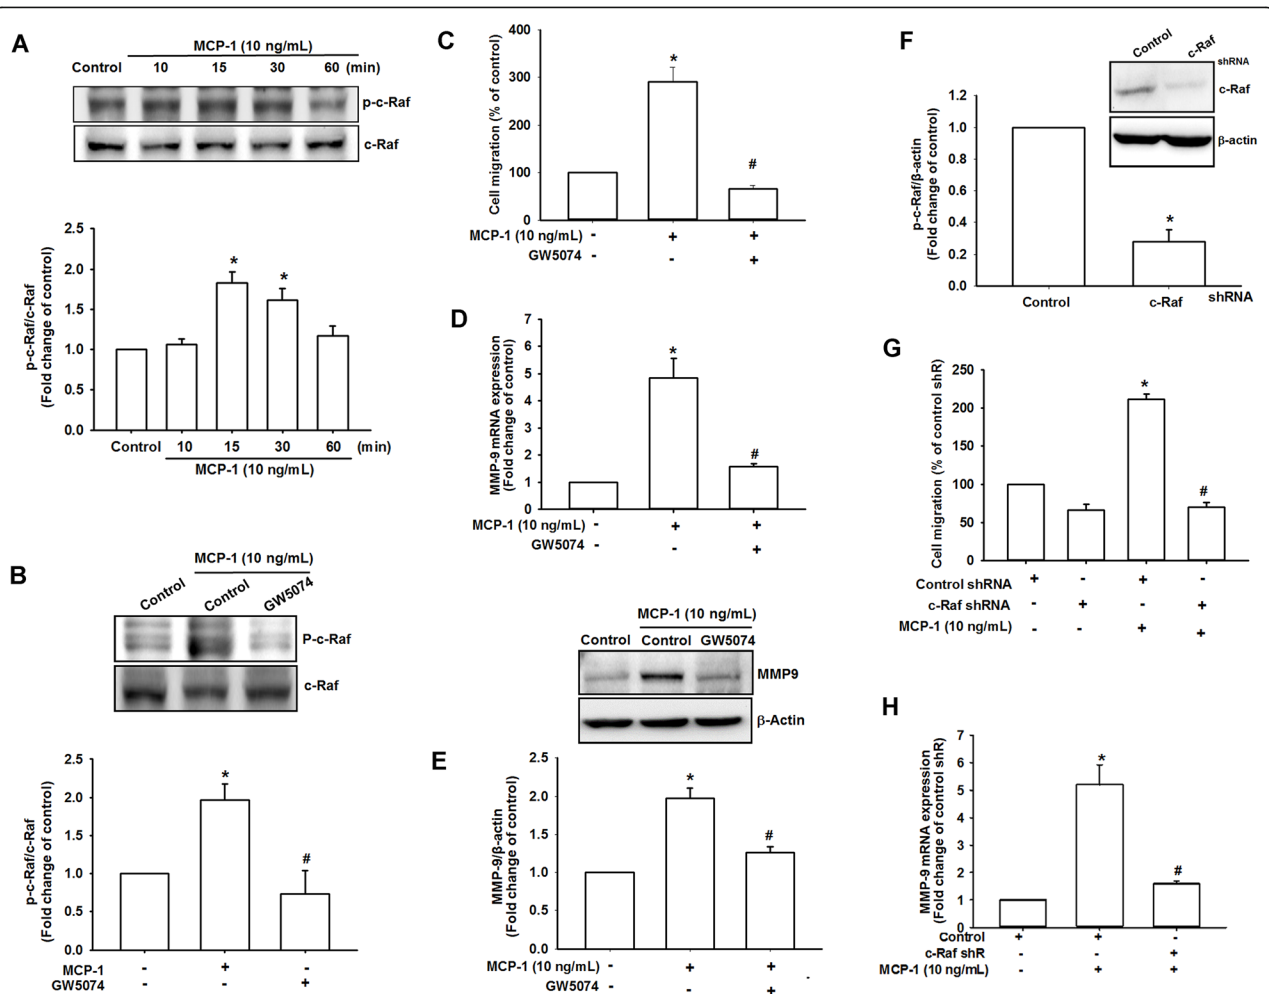 A
MCP-1 (10 ng/mL)
Control 10 15 30 60 (min)
p-c-Raf
c-Raf
p-c-Raf/c-Raf
(Fold change of control)
2.5
2.0
1.5
1.0
0.5
0.0
* *
Control 10 15 30 60 (min)
MCP-1 (10 ng/mL)
B
MCP-1 (10 ng/mL)
Control Control GW5074
P-c-Raf
c-Raf
p-c-Raf/c-Raf
(Fold change of control)
2.5
2.0
1.5
1.0
0.5
0.0
* #
MCP-1 - + -
GW5074 - - +
C
Cell migration (% of control)
400
300
200
100
0
* #
MCP-1 (10 ng/mL) - + +
GW5074 - - +
D
MMP-9 mRNA expression
(Fold change of control)
7
6
5
4
3
2
1
0
* #
MCP-1 (10 ng/mL) - + +
GW5074 - - +
MCP-1 (10 ng/mL)
Control Control GW5074
MMP9
β-Actin
E
MMP-9/β-actin
(Fold change of control)
2.5
2.0
1.5
1.0
0.5
0.0
* #
MCP-1 (10 ng/mL) - + +
GW5074 - - +
F
Control c-Raf
shRNA
c-Raf
β-actin
p-c-Raf/β-actin
(Fold change of control)
1.2
1.0
0.8
0.6
0.4
0.2
0.0
*
Control c-Raf shRNA
G
Cell migration (% of control shR)
250
200
150
100
50
0
* #
Control shRNA + - + -
c-Raf shRNA - + - +
MCP-1 (10 ng/mL) - - + +
H
MMP-9 mRNA expression
(Fold change of control shR)
7
6
5
4
3
2
1
0
* #
Control + + -
c-Raf shR - - +
MCP-1 (10 ng/mL) - + +